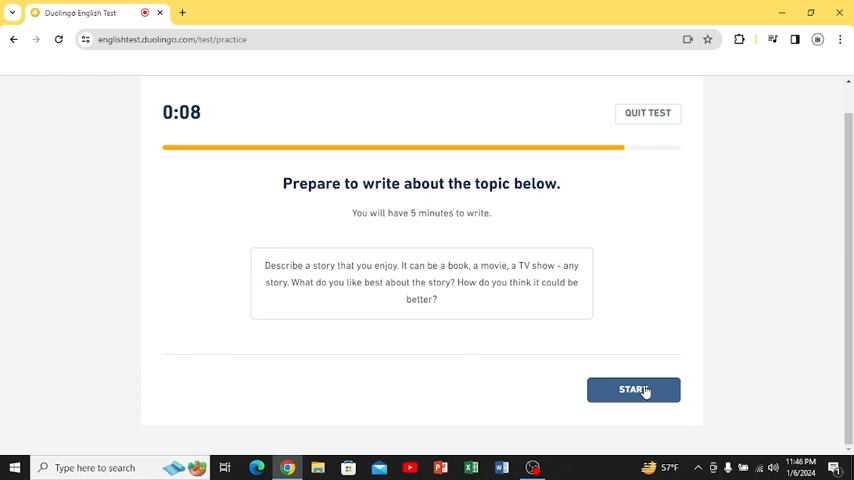 Duolingo English Test
englishtest.duolingo.com/test/practice
IN
0:08
QUIT TEST
Prepare to write about the topic below.
You will have 5 minutes to write.
Describe a story that you enjoy. It can be a book, a movie, a TV show - any
story. What do you like best about the story? How do you think it could be
better?
START
Type here to search
57°F
11:46 PM
1/6/2024